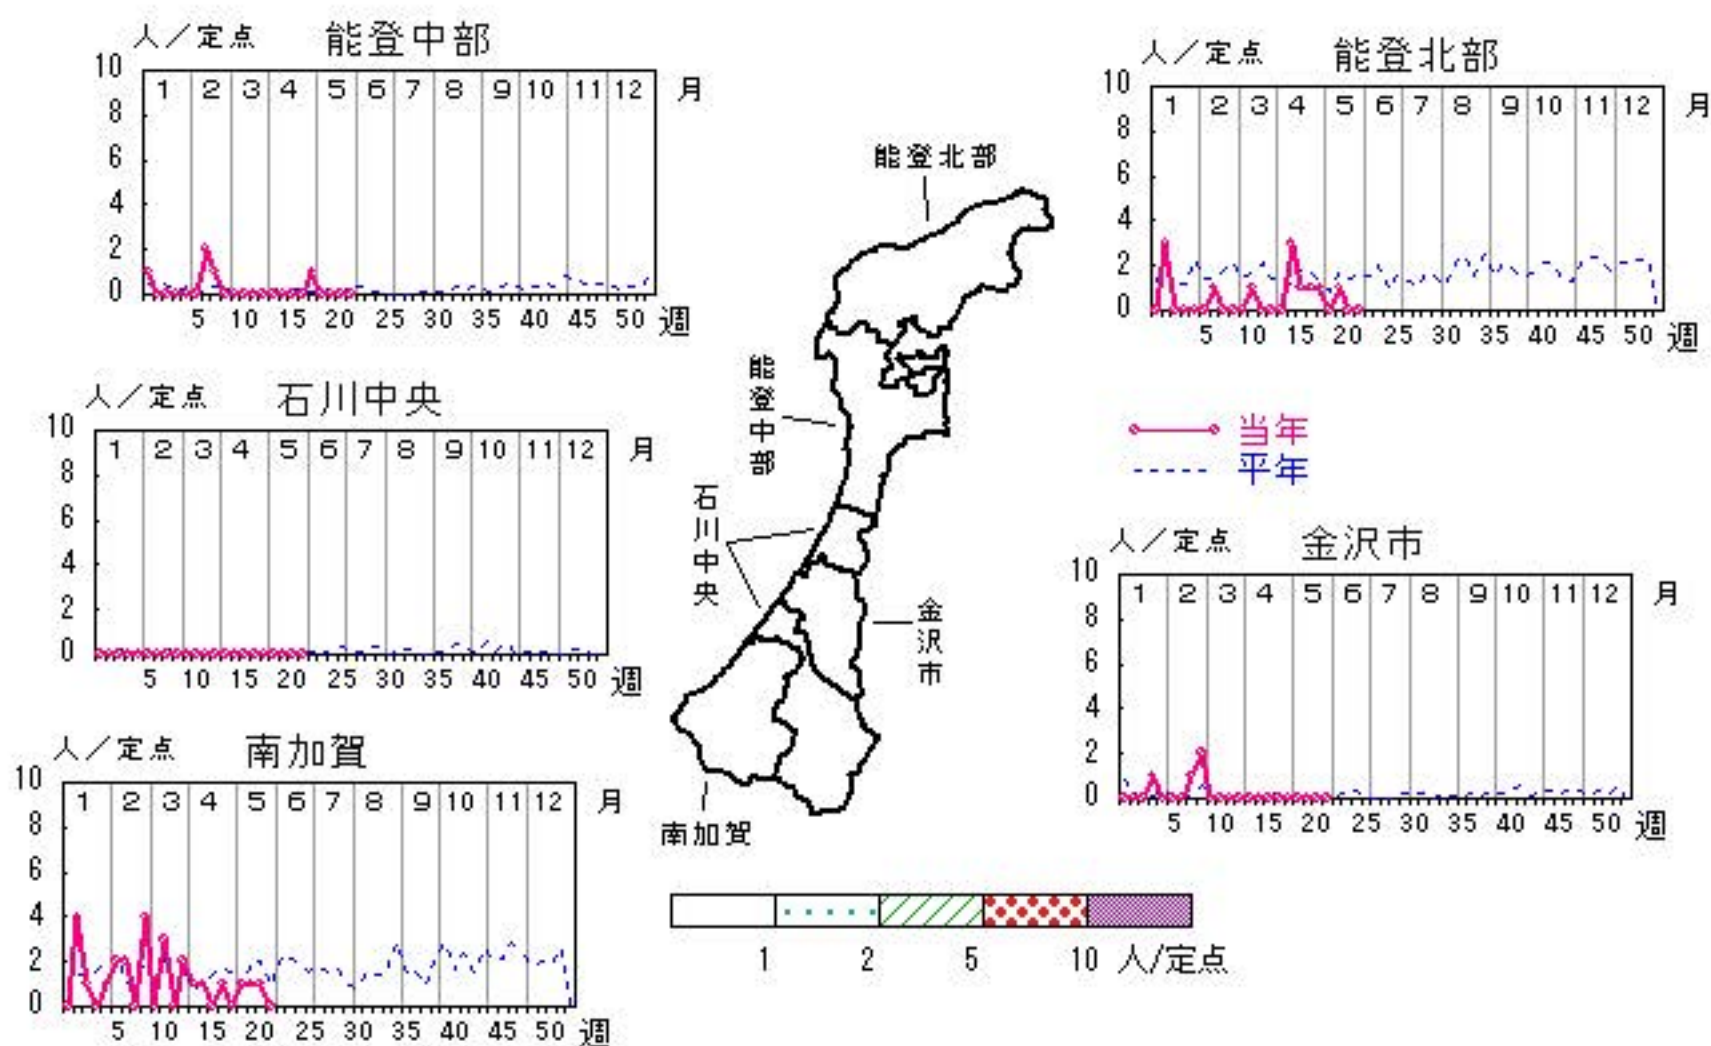 人／定点 能登中部
10 8 6 4 2 0
1 2 3 4 5 6 7 8 9 10 11 12 月
5 10 15 20 25 30 35 40 45 50 週
人／定点 能登北部
10 8 6 4 2 0
1 2 3 4 5 6 7 8 9 10 11 12 月
5 10 15 20 25 30 35 40 45 50 週
人／定点 石川中央
10 8 6 4 2 0
1 2 3 4 5 6 7 8 9 10 11 12 月
5 10 15 20 25 30 35 40 45 50 週
能登北部
能登中部
石川中央
金沢市
南加賀
当年
平年
人／定点 金沢市
10 8 6 4 2 0
1 2 3 4 5 6 7 8 9 10 11 12 月
5 10 15 20 25 30 35 40 45 50 週
人／定点 南加賀
10 8 6 4 2 0
1 2 3 4 5 6 7 8 9 10 11 12 月
5 10 15 20 25 30 35 40 45 50 週
1 2 5 10 人/定点